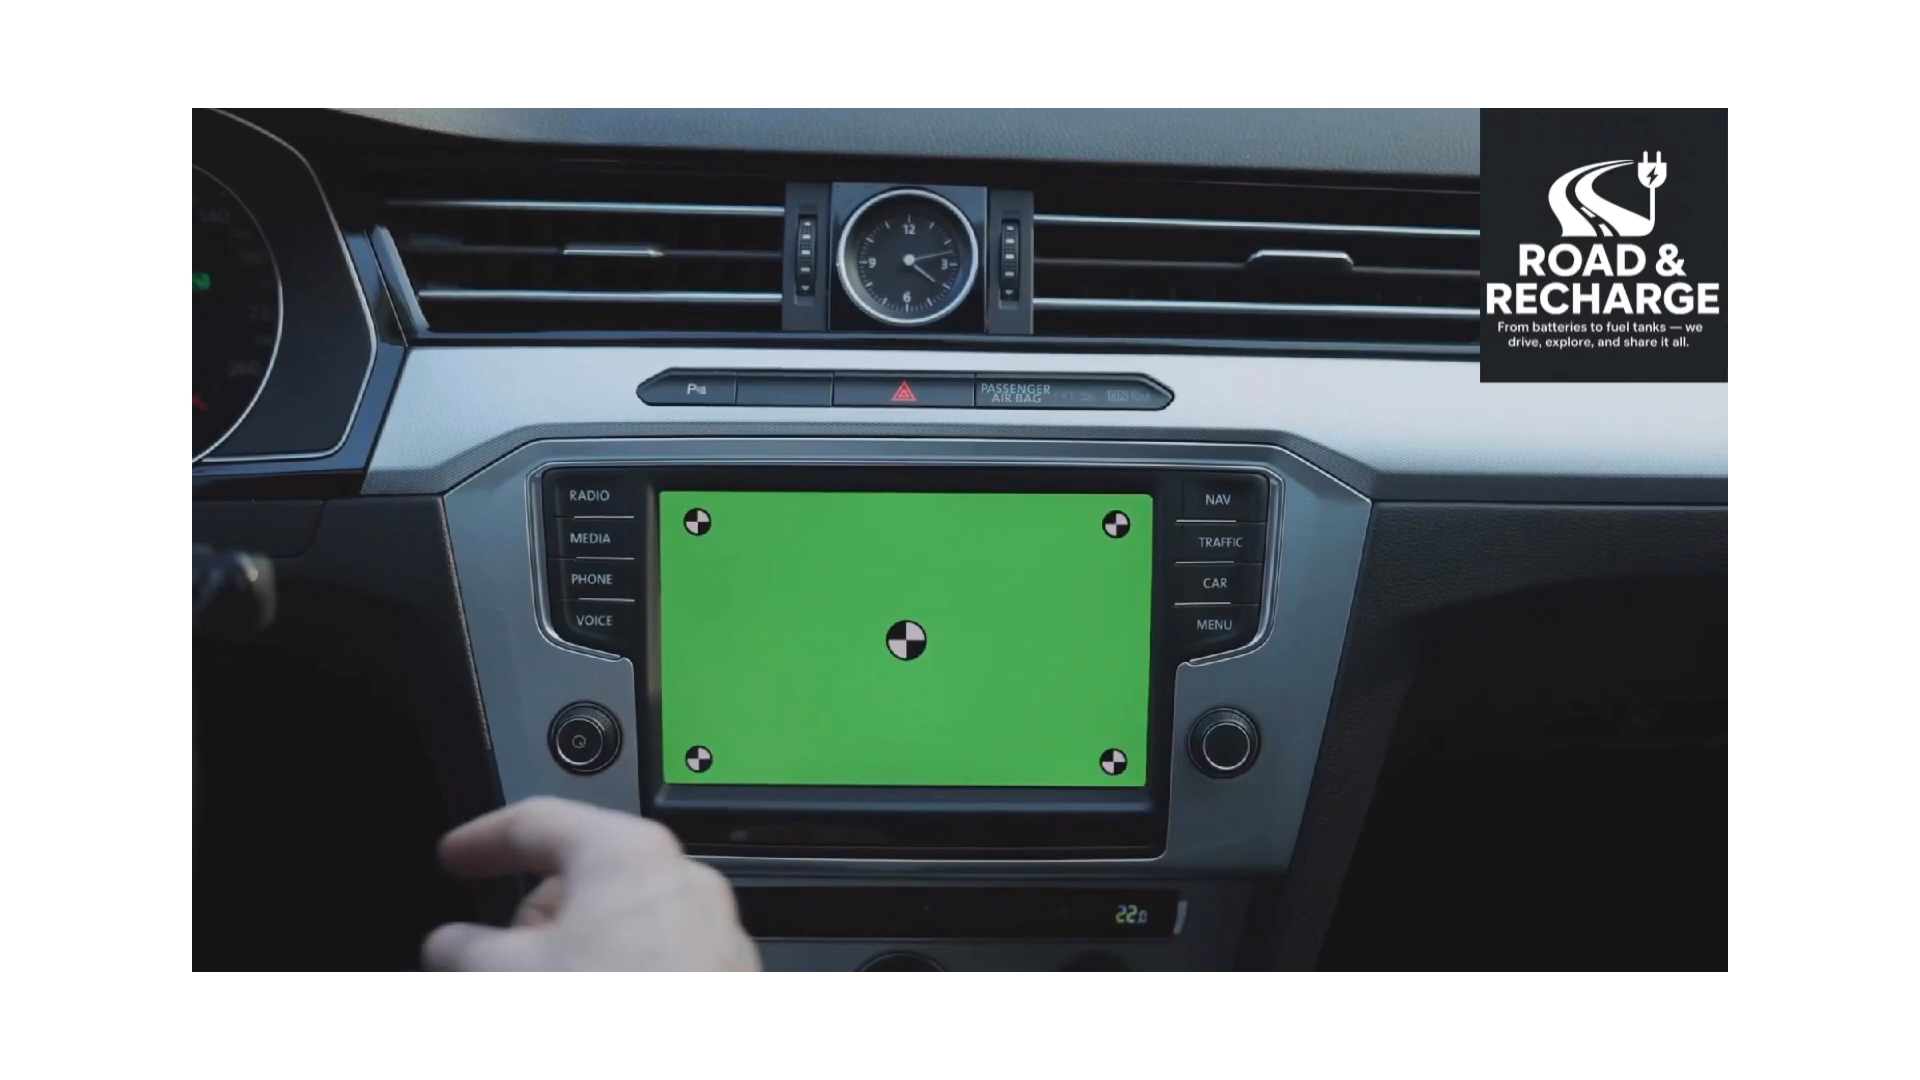 12
3
6
9
ROAD &
RECHARGE
From batteries to fuel tanks — we
drive, explore, and share it all.
P
PASSENGER
AIR BAG
RADIO
MEDIA
PHONE
VOICE
NAV
TRAFFIC
CAR
MENU
22.0